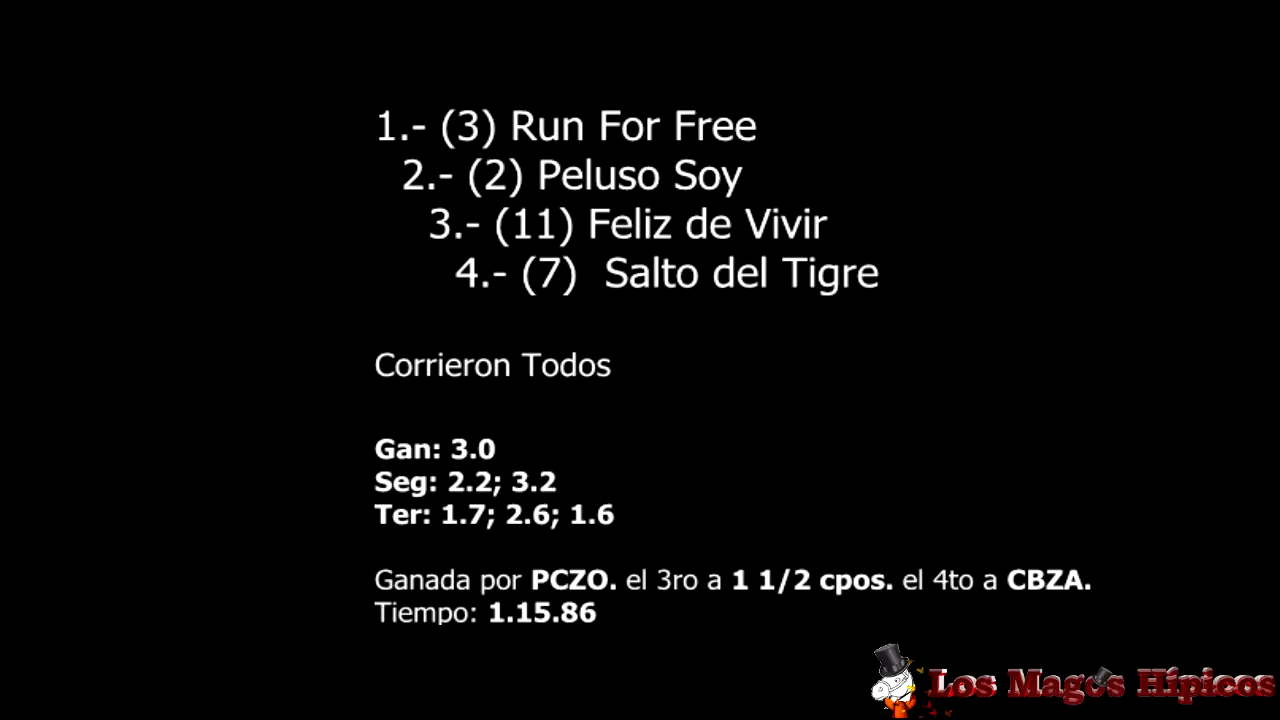 1.- (3) Run For Free
2.- (2) Peluso Soy
3.- (11) Feliz de Vivir
4.- (7) Salto del Tigre
Corrieron Todos
Gan: 3.0
Seg: 2.2; 3.2
Ter: 1.7; 2.6; 1.6
Ganada por PCZO. el 3ro a 1 1/2 cpos. el 4to a CBZA.
Tiempo: 1.15.86
Los Magos Hípicos